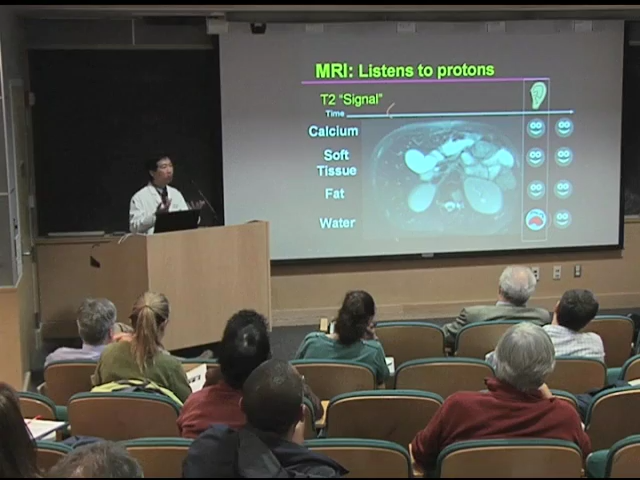 MRI: Listens to protons
T2 "Signal"
Time
Calcium
Soft
Tissue
Fat
Water